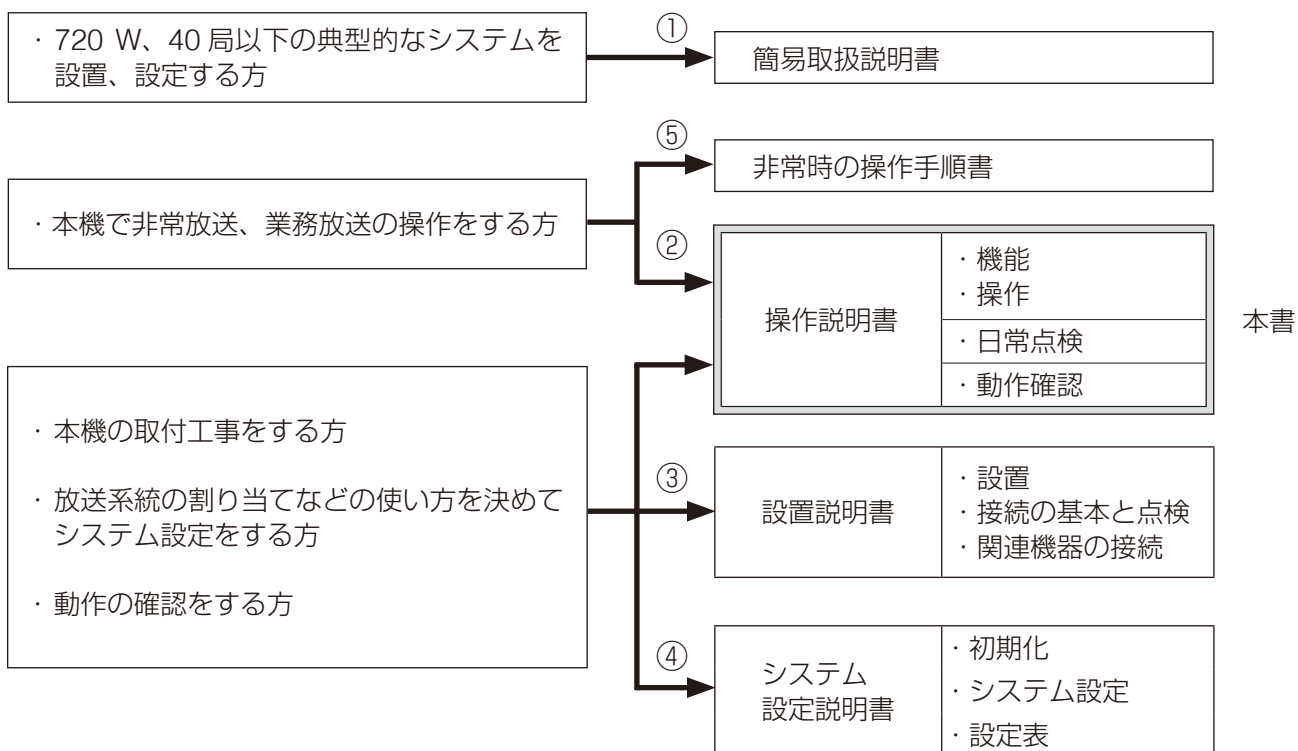 ・720 W、40 局以下の典型的なシステムを
設置、設定する方
①
簡易取扱説明書
・本機で非常放送、業務放送の操作をする方
⑤
非常時の操作手順書
②
操作説明書
・機能
・操作
・日常点検
・動作確認
本書
・本機の取付工事をする方
・放送系統の割り当てなどの使い方を決めて
システム設定をする方
・動作の確認をする方
③
設置説明書
・設置
・接続の基本と点検
・関連機器の接続
④
システム
設定説明書
・初期化
・システム設定
・設定表